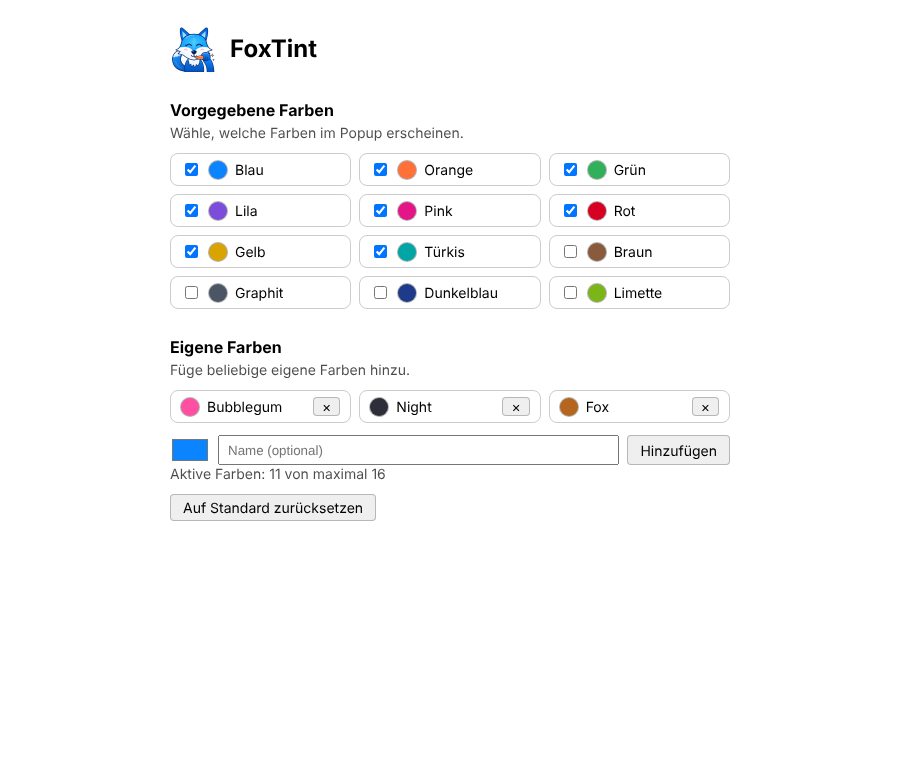 FoxTint
Vorgegebene Farben
Wähle, welche Farben im Popup erscheinen.
Blau
Orange
Grün
Lila
Pink
Rot
Gelb
Türkis
Braun
Graphit
Dunkelblau
Limette
Eigene Farben
Füge beliebige eigene Farben hinzu.
Bubblegum ×
Night ×
Fox ×
Name (optional) Hinzufügen
Aktive Farben: 11 von maximal 16
Auf Standard zurücksetzen